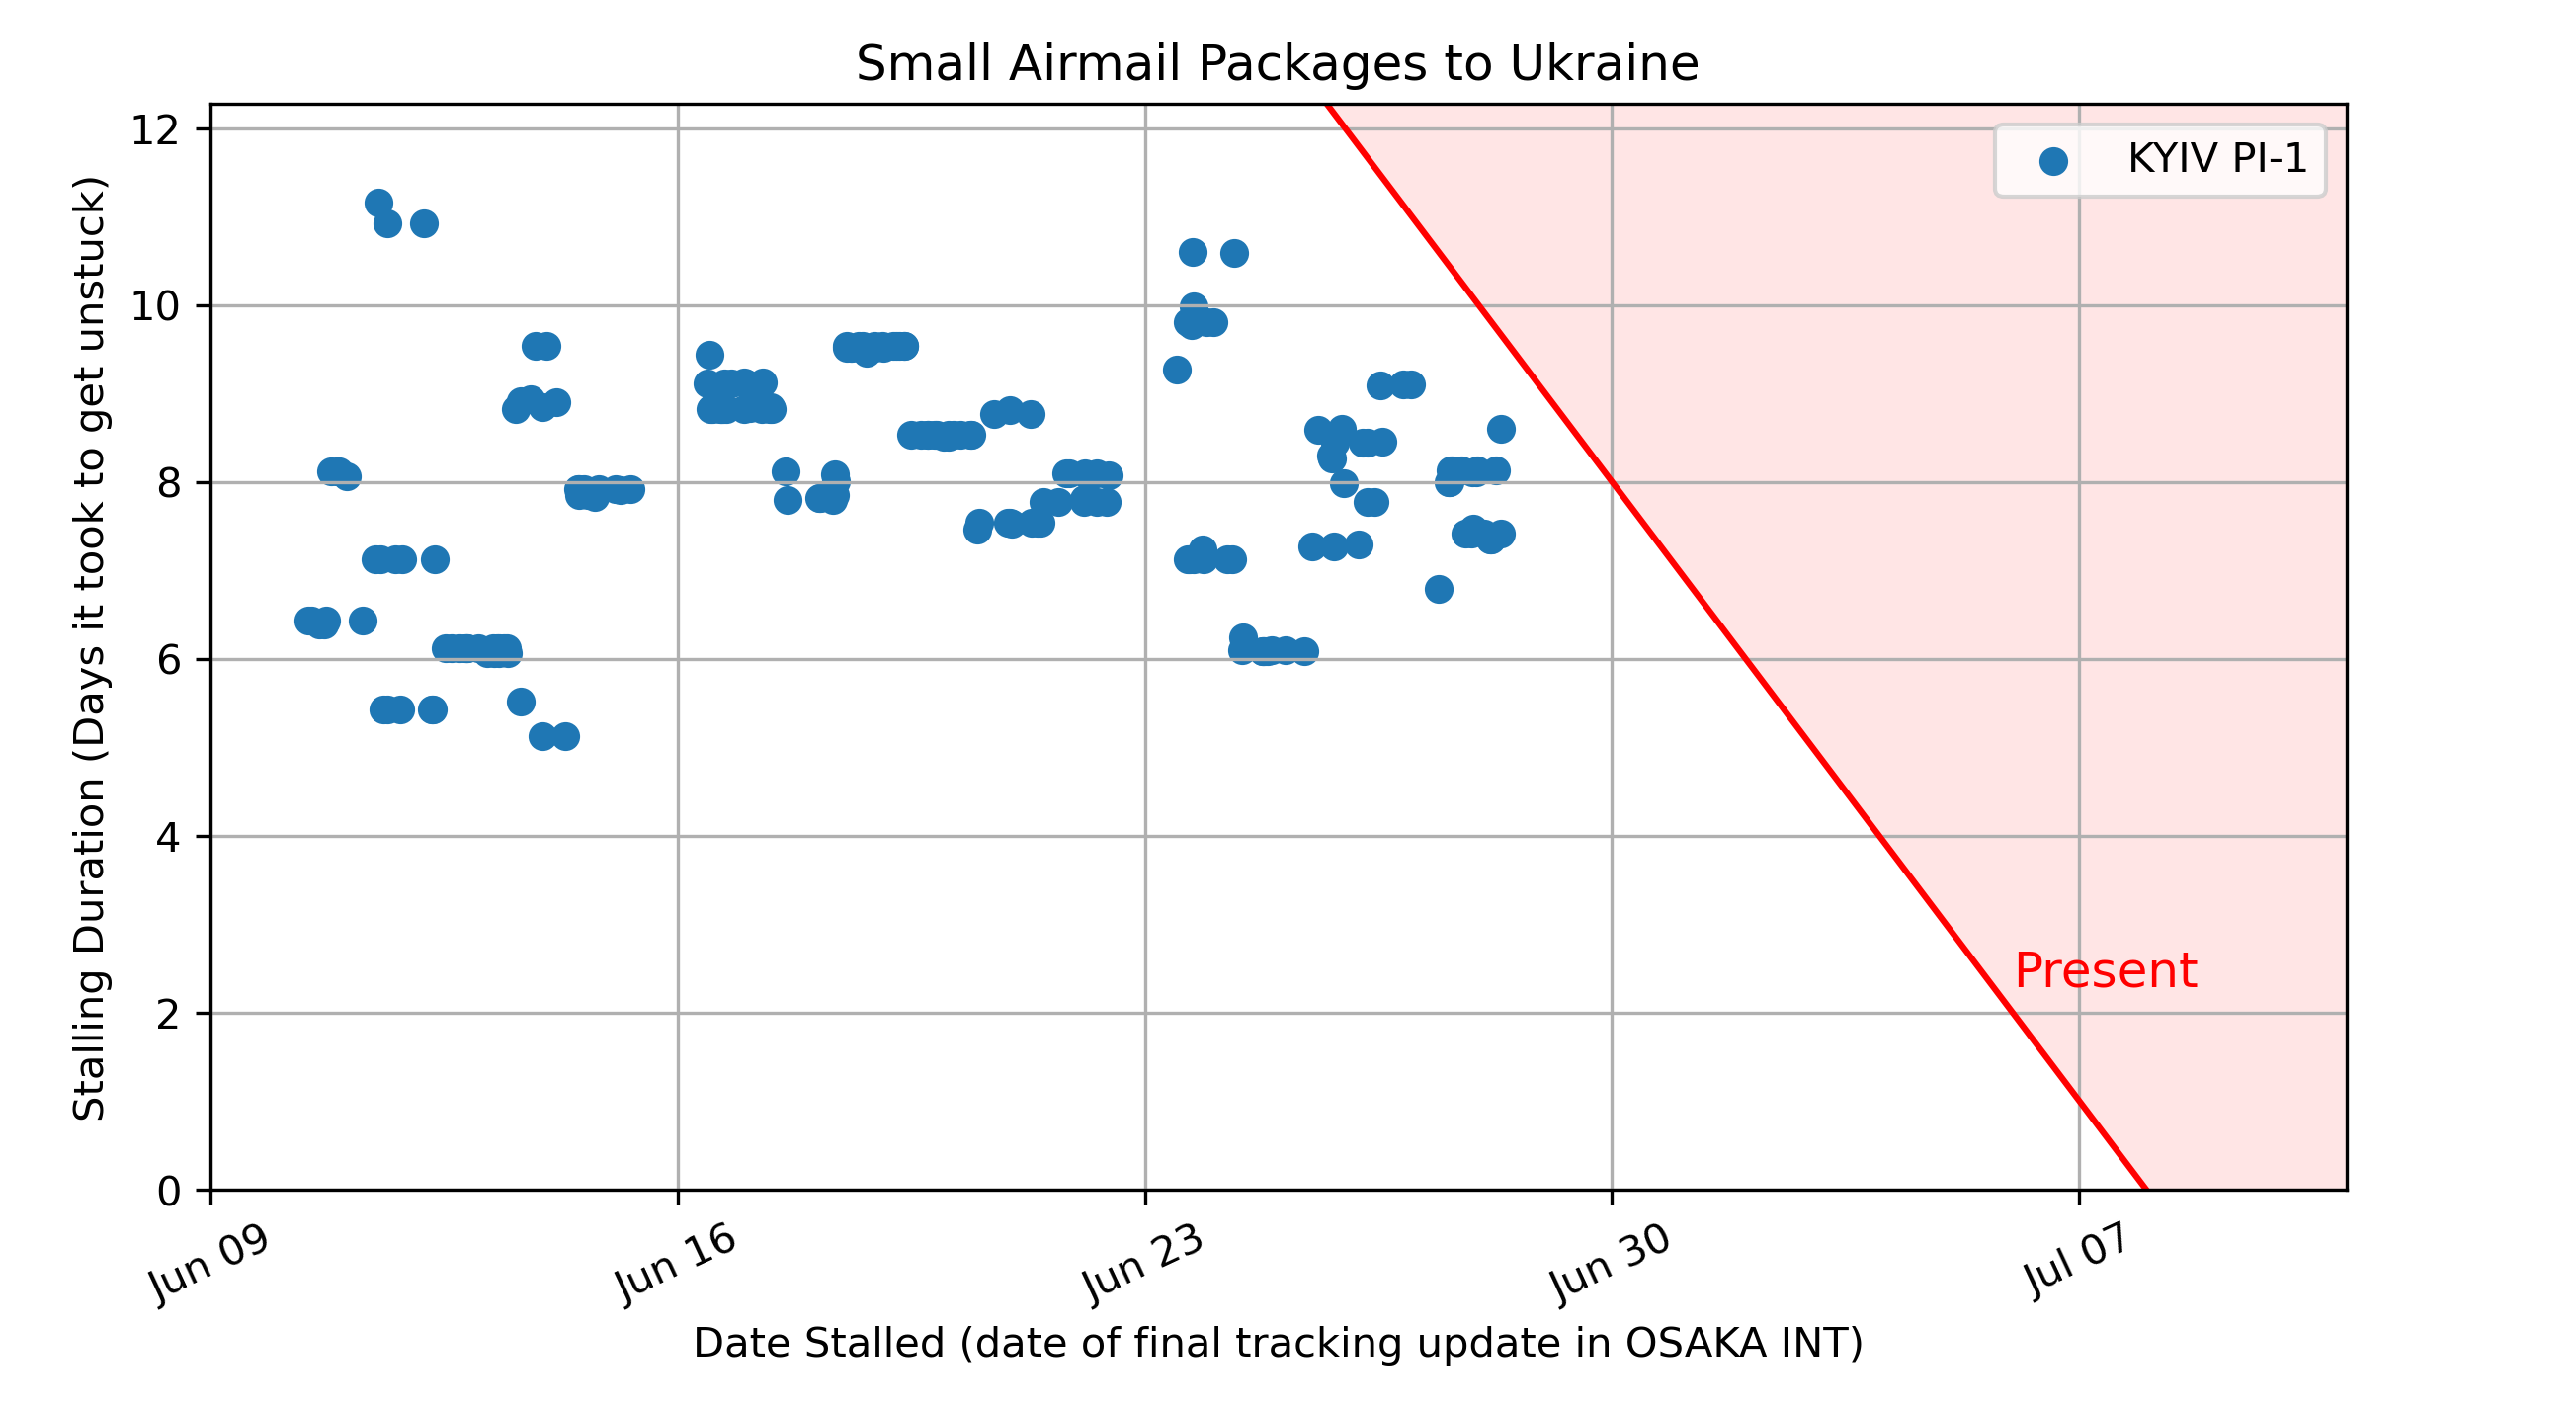 Small Airmail Packages to Ukraine
KYIV PI-1
Stalling Duration (Days it took to get unstuck)
12
10
8
6
4
2
0
Present
Jun 09
Jun 16
Jun 23
Jun 30
Jul 07
Date Stalled (date of final tracking update in OSAKA INT)